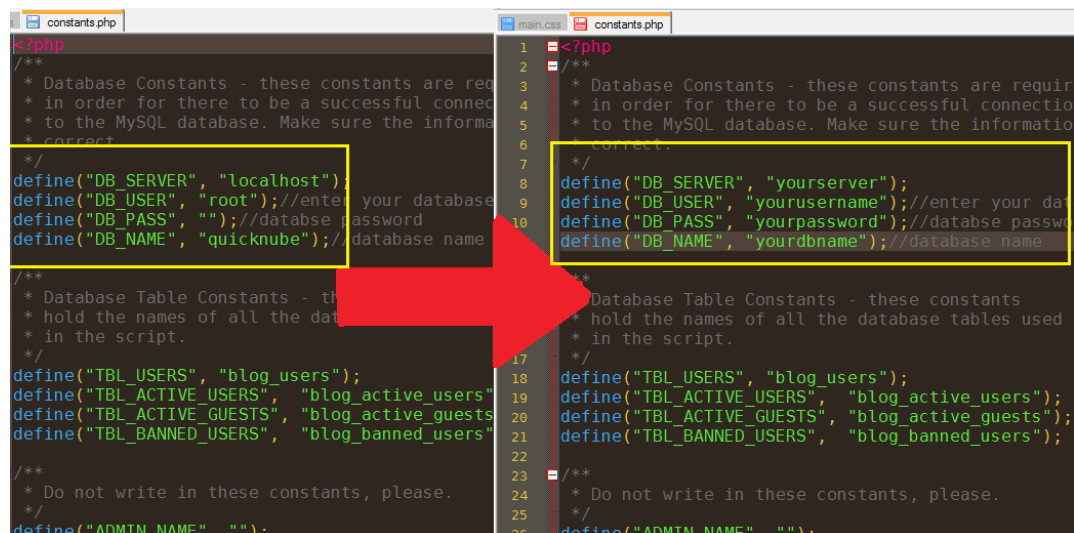 constants.php
<?php
/**
* Database Constants - these constants are req
* in order for there to be a successful connec
* to the MySQL database. Make sure the informa
* correct
*/
define("DB_SERVER", "localhost");
define("DB_USER", "root");//enter your database
define("DB_PASS", "");//databse password
define("DB_NAME", "quicknube");//database name
/**
* Database Table Constants - th
* hold the names of all the dat
* in the script.
*/
define("TBL_USERS", "blog_users");
define("TBL_ACTIVE_USERS", "blog_active_users"
define("TBL_ACTIVE_GUESTS", "blog_active_guests
define("TBL_BANNED_USERS", "blog_banned_users"
/**
* Do not write in these constants, please.
*/
define("ADMIN_NAME", "");
main.css constants.php
1 <?php
2 /**
3 * Database Constants - these constants are requir
4 * in order for there to be a successful connectio
5 * to the MySQL database. Make sure the informatio
6 * correct.
7 */
8 define("DB_SERVER", "yourserver");
9 define("DB_USER", "yourusername");//enter your dat
10 define("DB_PASS", "yourpassword");//databse passwo
define("DB_NAME", "yourdbname");//database name
**
Database Table Constants - these constants
* hold the names of all the database tables used
* in the script.
17 */
18 define("TBL_USERS", "blog_users");
19 define("TBL_ACTIVE_USERS", "blog_active_users");
20 define("TBL_ACTIVE_GUESTS", "blog_active_guests");
21 define("TBL_BANNED_USERS", "blog_banned_users");
22
23 /**
24 * Do not write in these constants, please.
25 */
26 define("ADMIN_NAME", "");